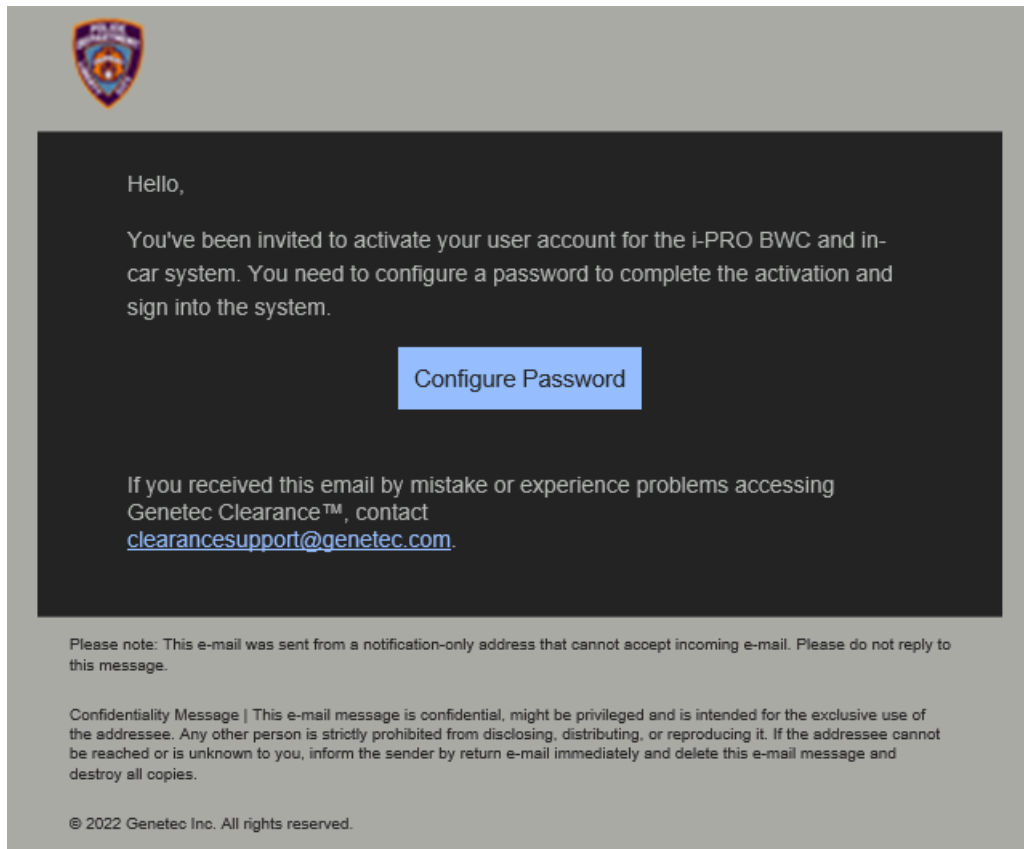 POLICE
DEPARTMENT
Hello,
You've been invited to activate your user account for the i-PRO BWC and in-
car system. You need to configure a password to complete the activation and
sign into the system.
Configure Password
If you received this email by mistake or experience problems accessing
Genetec Clearance™, contact
clearancesupport@genetec.com.
Please note: This e-mail was sent from a notification-only address that cannot accept incoming e-mail. Please do not reply to
this message.
Confidentiality Message | This e-mail message is confidential, might be privileged and is intended for the exclusive use of
the addressee. Any other person is strictly prohibited from disclosing, distributing, or reproducing it. If the addressee cannot
be reached or is unknown to you, inform the sender by return e-mail immediately and delete this e-mail message and
destroy all copies.
© 2022 Genetec Inc. All rights reserved.